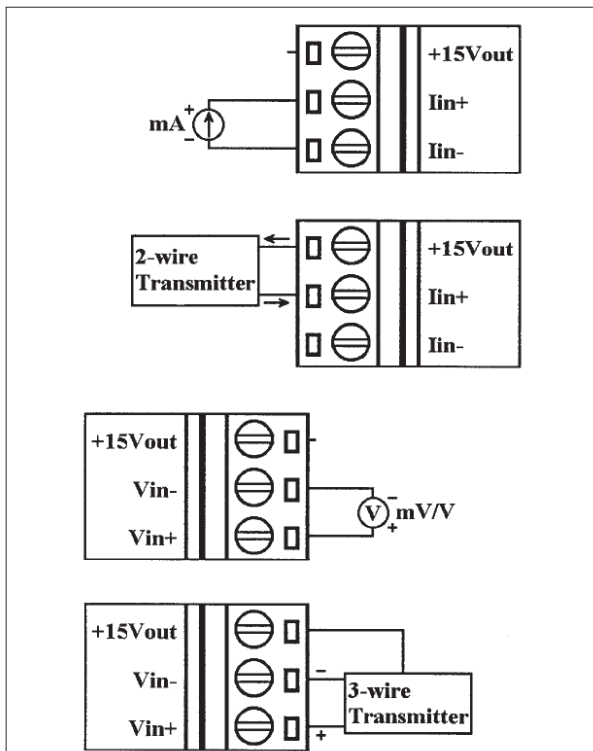 +15Vout
+
mA
Iin+
−
Iin-
2-wire
Transmitter
+15Vout
Iin+
Iin-
+15Vout
Vin-
−
V
mV/V
+
Vin+
+15Vout
Vin-
−
3-wire
Transmitter
Vin+
+